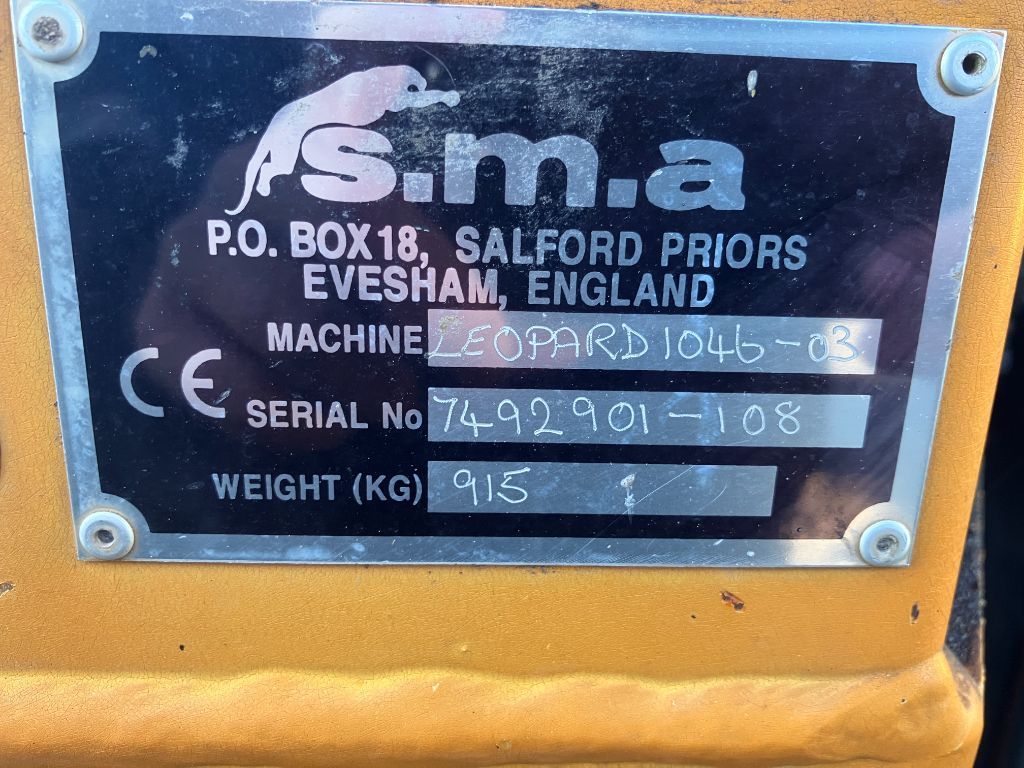 s.m.a
P.O. BOX 18, SALFORD PRIORS
EVESHAM, ENGLAND
MACHINE LEOPARD 1046-03
CE SERIAL No 7492901-108
WEIGHT (KG) 915